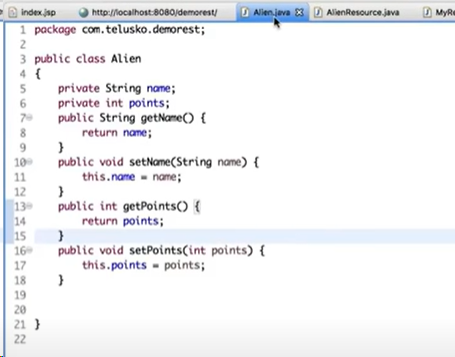 index.jsp http://localhost:8080/demorest/ Alien.java AlienResource.java MyRe
1 package com.telusko.demorest;
2
3 public class Alien
4 {
5 private String name;
6 private int points;
7 public String getName() {
8 return name;
9 }
10 public void setName(String name) {
11 this.name = name;
12 }
13 public int getPoints() {
14 return points;
15 }
16 public void setPoints(int points) {
17 this.points = points;
18 }
19
20
21 }
22